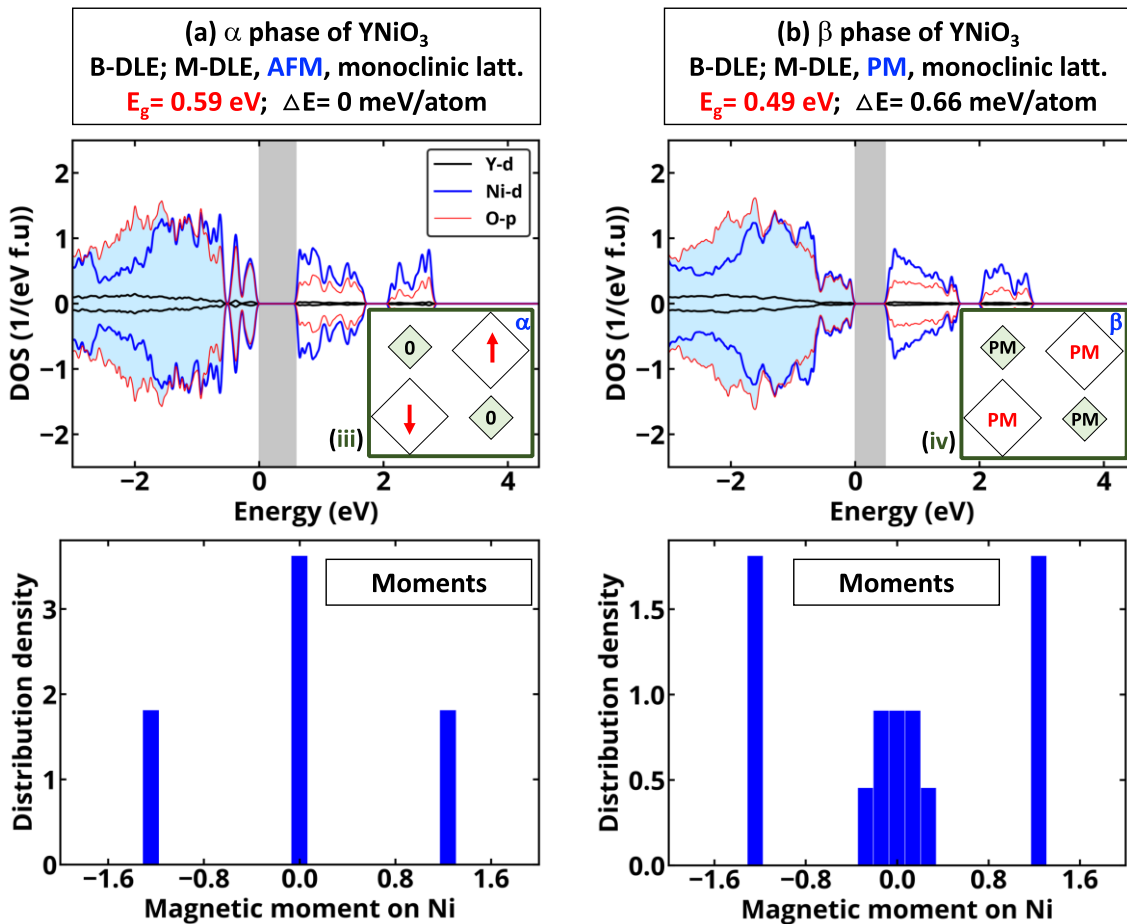 (a) α phase of YNiO₃
B-DLE; M-DLE, AFM, monoclinic latt.
E_g= 0.59 eV; △E= 0 meV/atom
(b) β phase of YNiO₃
B-DLE; M-DLE, PM, monoclinic latt.
E_g= 0.49 eV; △E= 0.66 meV/atom
DOS (1/(eV f.u))
2
1
0
−1
−2
Y-d
Ni-d
O-p
α
0
0
(iii)
−2
0
2
4
Energy (eV)
DOS (1/(eV f.u))
2
1
0
−1
−2
β
PM
PM
PM
PM
(iv)
−2
0
2
4
Energy (eV)
Distribution density
3
2
1
0
Moments
−1.6
−0.8
0.0
0.8
1.6
Magnetic moment on Ni
Distribution density
1.5
1.0
0.5
0.0
Moments
−1.6
−0.8
0.0
0.8
1.6
Magnetic moment on Ni